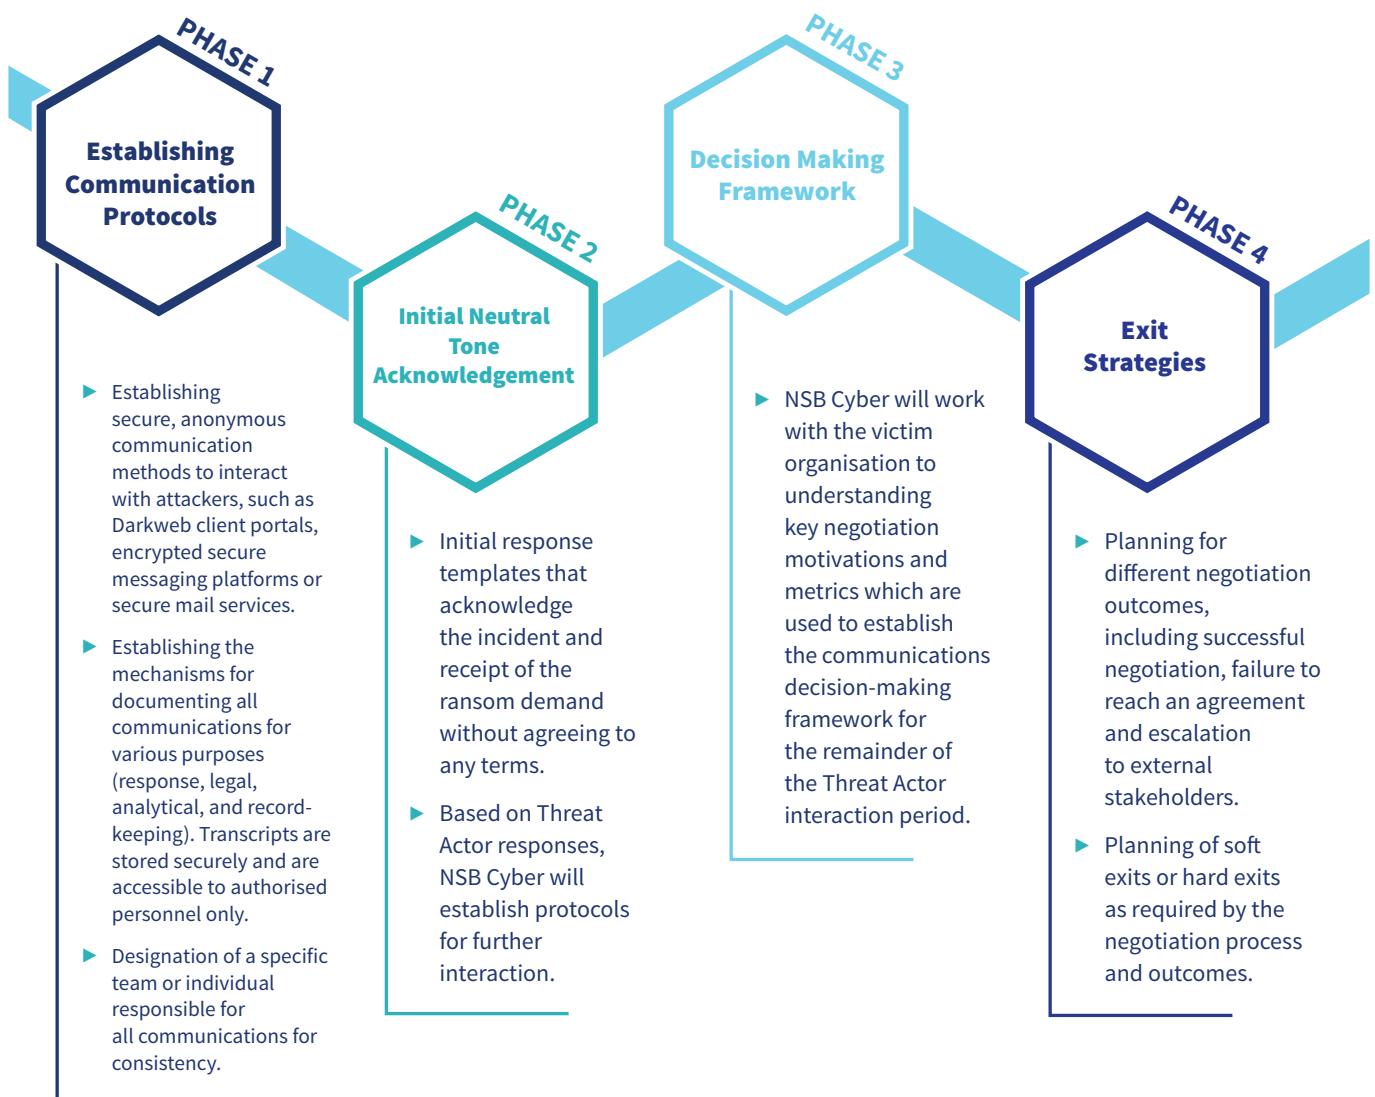 PHASE 1
Establishing
Communication
Protocols
Establishing
secure, anonymous
communication
methods to interact
with attackers, such as
Darkweb client portals,
encrypted secure
messaging platforms or
secure mail services.
Establishing the
mechanisms for
documenting all
communications for
various purposes
(response, legal,
analytical, and record-
keeping). Transcripts are
stored securely and are
accessible to authorised
personnel only.
Designation of a specific
team or individual
responsible for
all communications for
consistency.
PHASE 2
Initial Neutral
Tone
Acknowledgement
Initial response
templates that
acknowledge
the incident and
receipt of the
ransom demand
without agreeing to
any terms.
Based on Threat
Actor responses,
NSB Cyber will
establish protocols
for further
interaction.
PHASE 3
Decision Making
Framework
NSB Cyber will work
with the victim
organisation to
understanding
key negotiation
motivations and
metrics which are
used to establish
the communications
decision-making
framework for
the remainder of
the Threat Actor
interaction period.
PHASE 4
Exit
Strategies
Planning for
different negotiation
outcomes,
including successful
negotiation, failure to
reach an agreement
and escalation
to external
stakeholders.
Planning of soft
exits or hard exits
as required by the
negotiation process
and outcomes.